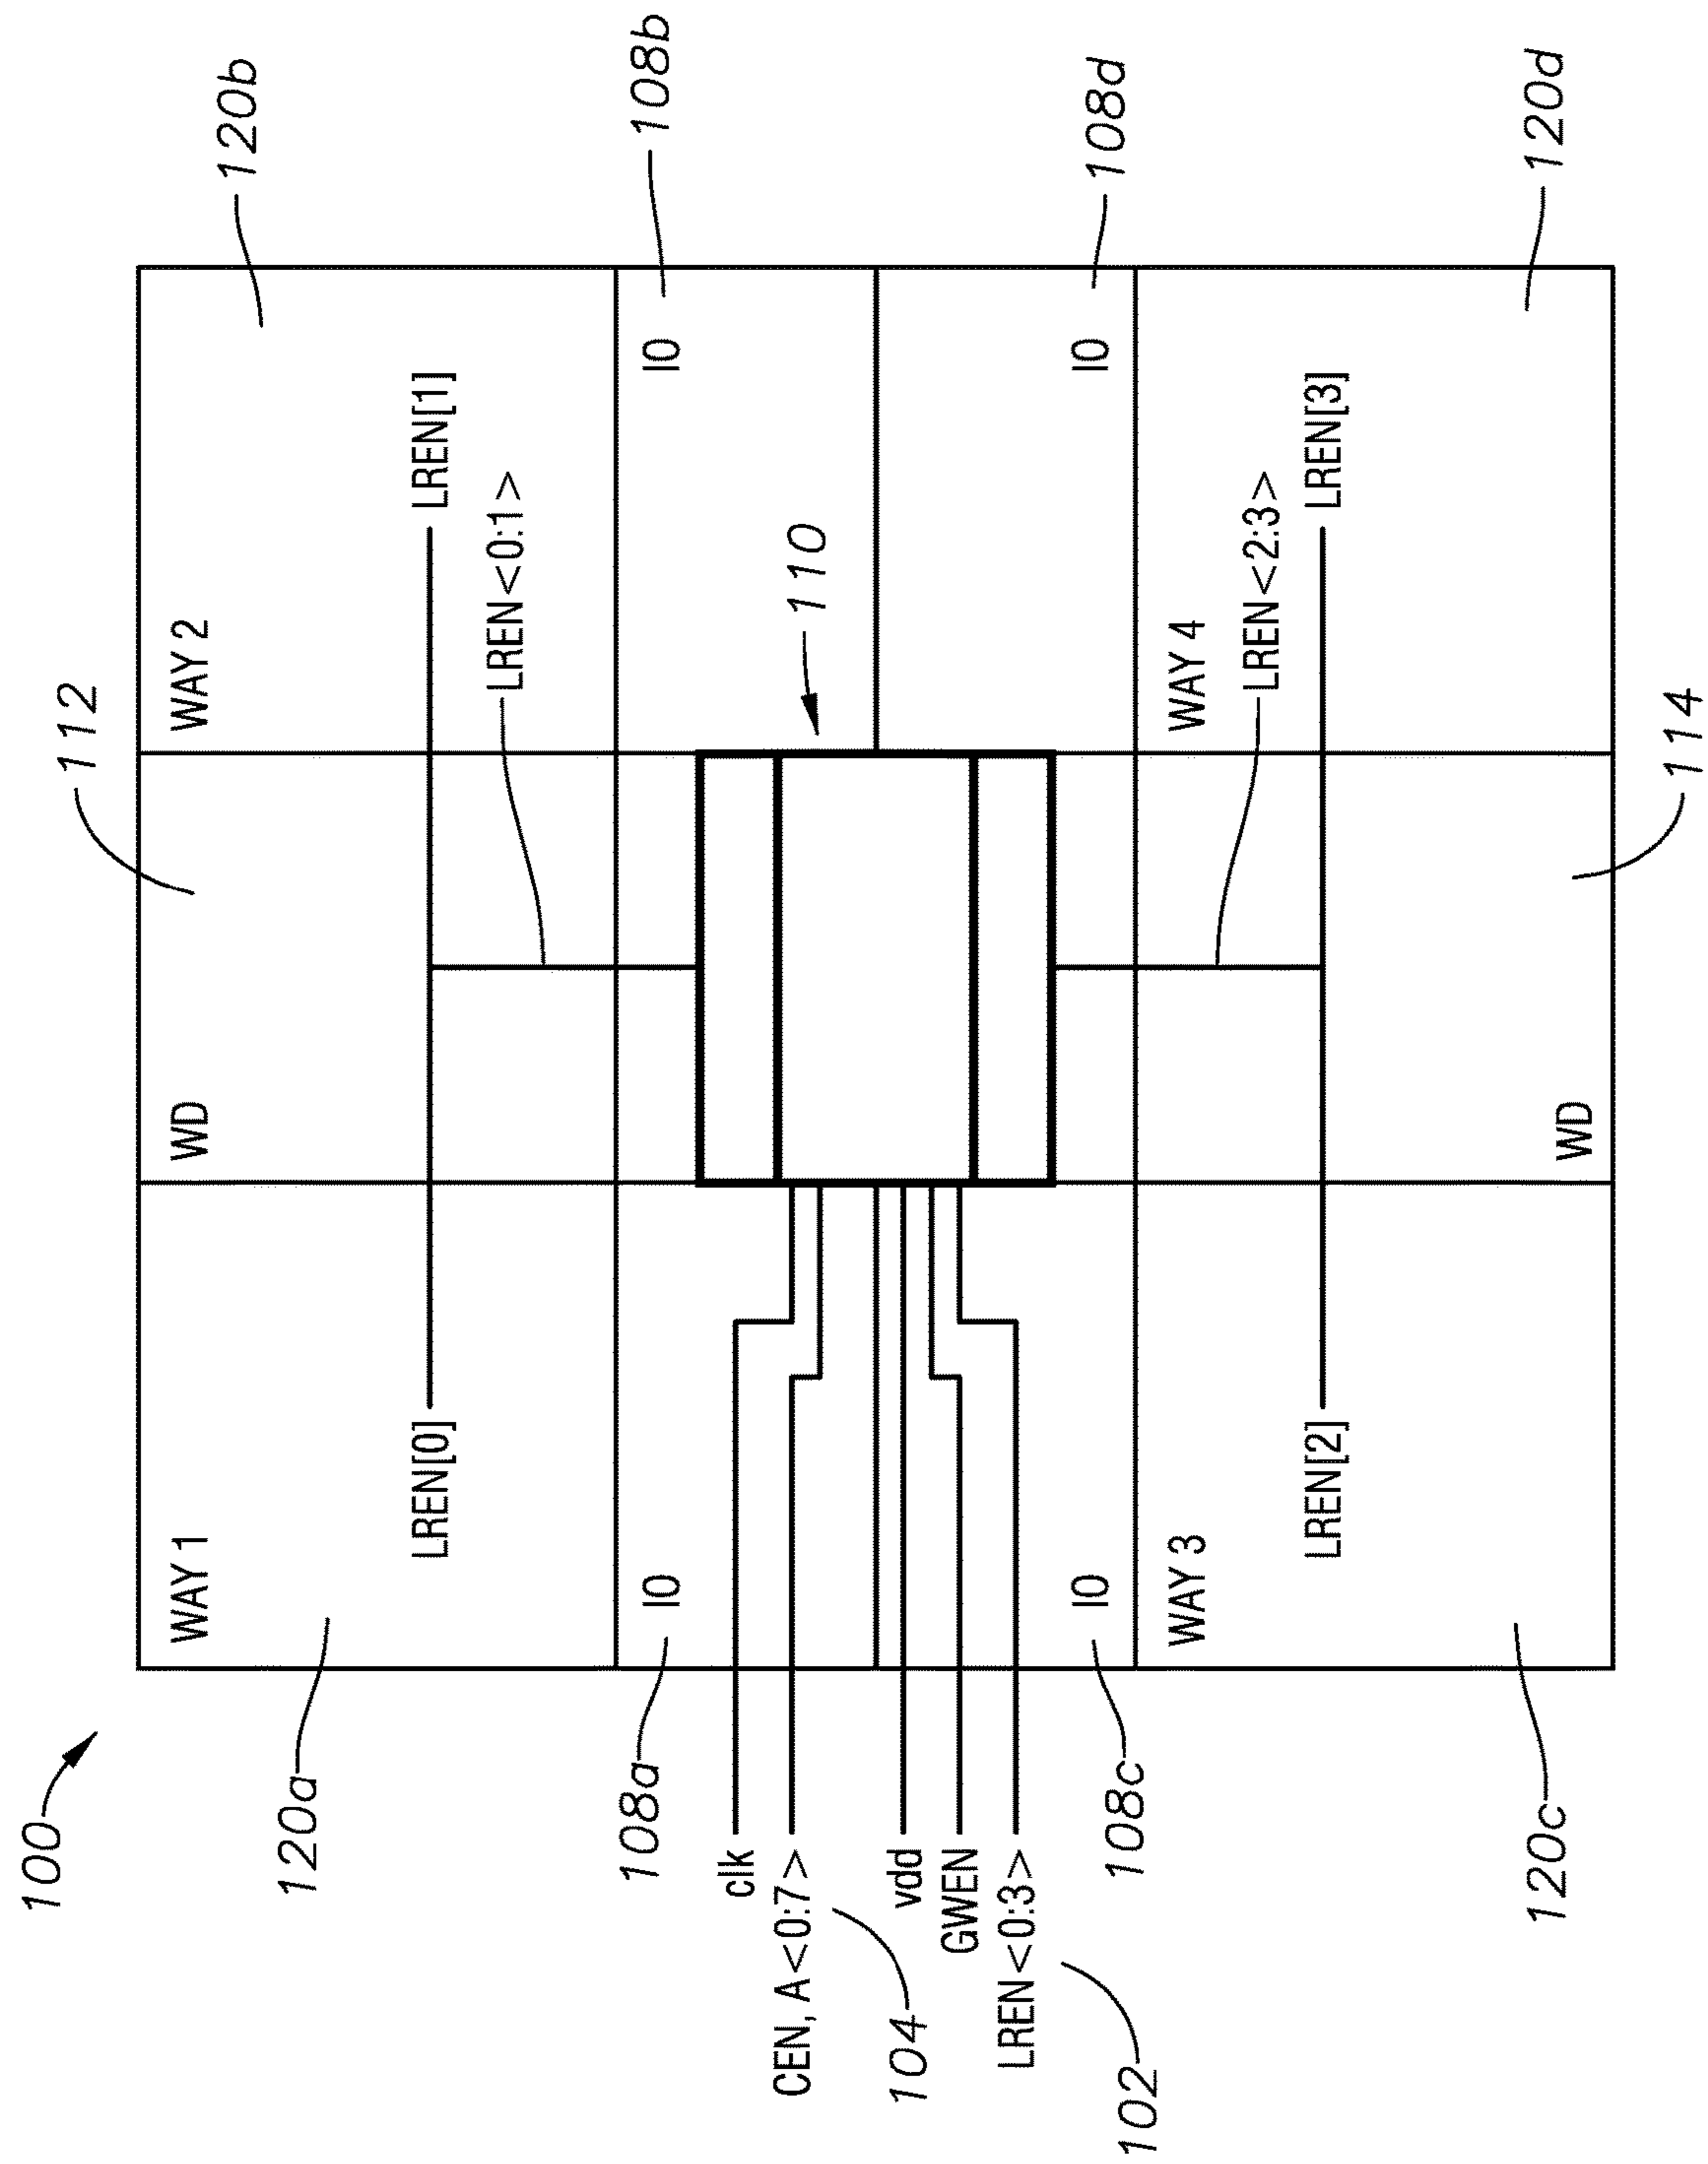 100
120a
112
120b
WAY 1
WD
WAY 2
LREN[0]
LREN[1]
LREN<0:1>
108a
IO
IO
108b
clk
CEN, A<0:7>
104
110
vdd
GWEN
LREN<0:3>
102
108c
IO
IO
108d
WAY 3
WAY 4
LREN<2:3>
LREN[2]
LREN[3]
120c
WD
114
120d